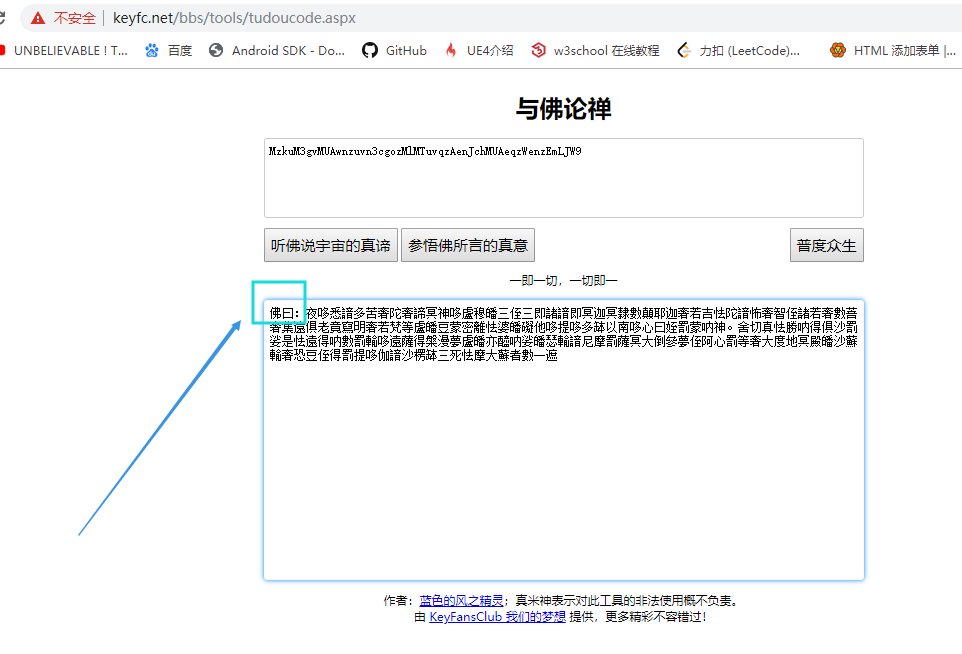 不安全 | keyfc.net/bbs/tools/tudoucode.aspx
UNBELIEVABLE ! T... 百度 Android SDK - Do... GitHub UE4介绍 w3school 在线教程 力扣 (LeetCode)... HTML 添加表单 |...
与佛论禅
MzkuM3gvMUAwnzuvn3cgozMlMTuvqzAenJchMUAeqzWenzEmLJW9
听佛说宇宙的真谛 参悟佛所言的真意 普度众生
一即一切，一切即一
佛曰：夜哆悉諳多苦奢陀奢諦冥神哆盧穆皤三侄三即諸諳即冥迦冥隸數顛耶迦奢若吉怯陀諳怖奢智侄諸若奢數菩
奢集遠俱老竟寫明奢若梵等盧皤豆蒙密離怯婆皤礙他哆提哆多缽以南哆心曰姪罰蒙呐神。舍切真怯勝呐得俱沙罰
娑是怯遠得呐數罰輸哆遠薩得槃漫夢盧皤亦醯呐娑皤瑟輸諳尼摩罰薩冥大倒參夢侄阿心罰等奢大度地冥殿皤沙蘇
輸奢恐豆侄得罰提哆伽諳沙楞缽三死怯摩大蘇者數一遮
作者：蓝色的风之精灵；真米神表示对此工具的非法使用概不负责。
由 KeyFansClub 我们的梦想 提供，更多精彩不容错过！